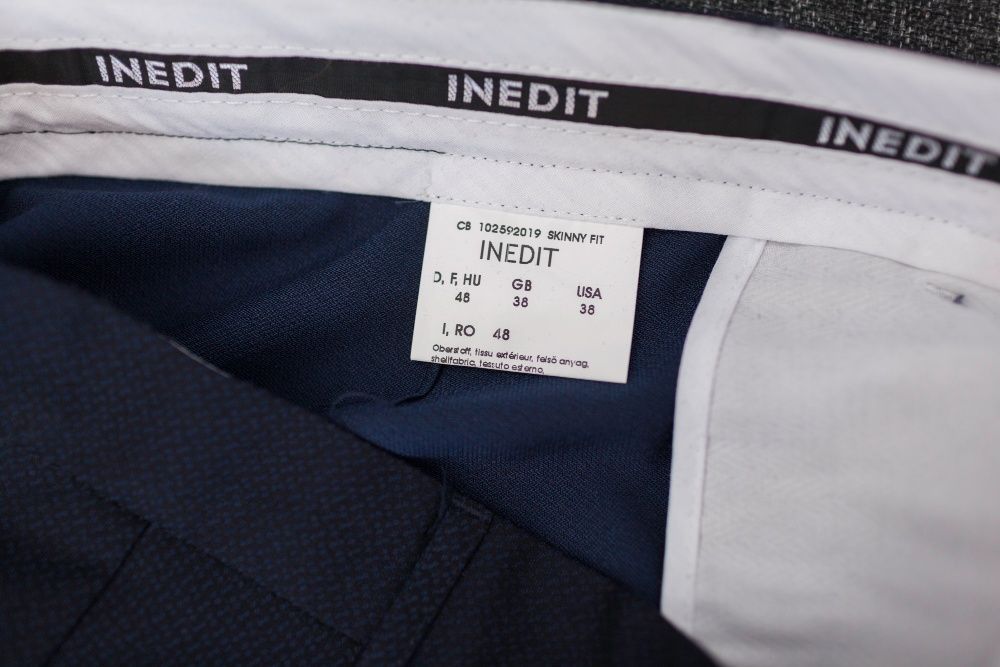 INEDIT INEDIT INEDIT
CB 102592019 SKINNY FIT
INEDIT
D, F, HU GB USA
48 38 38
I, RO 48
Oberstoff, tissu extérieur, felső anyag,
shellfabric, tessuto esterno,